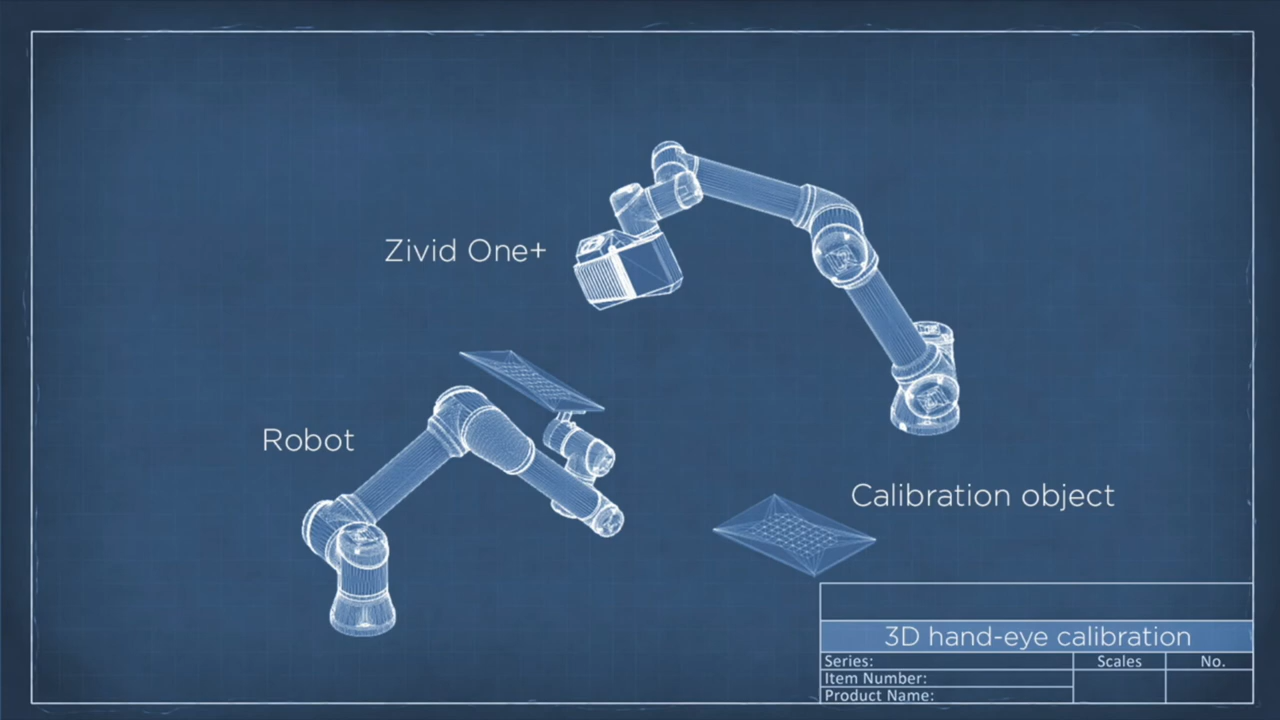 Zivid One+
Robot
Calibration object
3D hand-eye calibration
Series:
Scales
No.
Item Number:
Product Name: